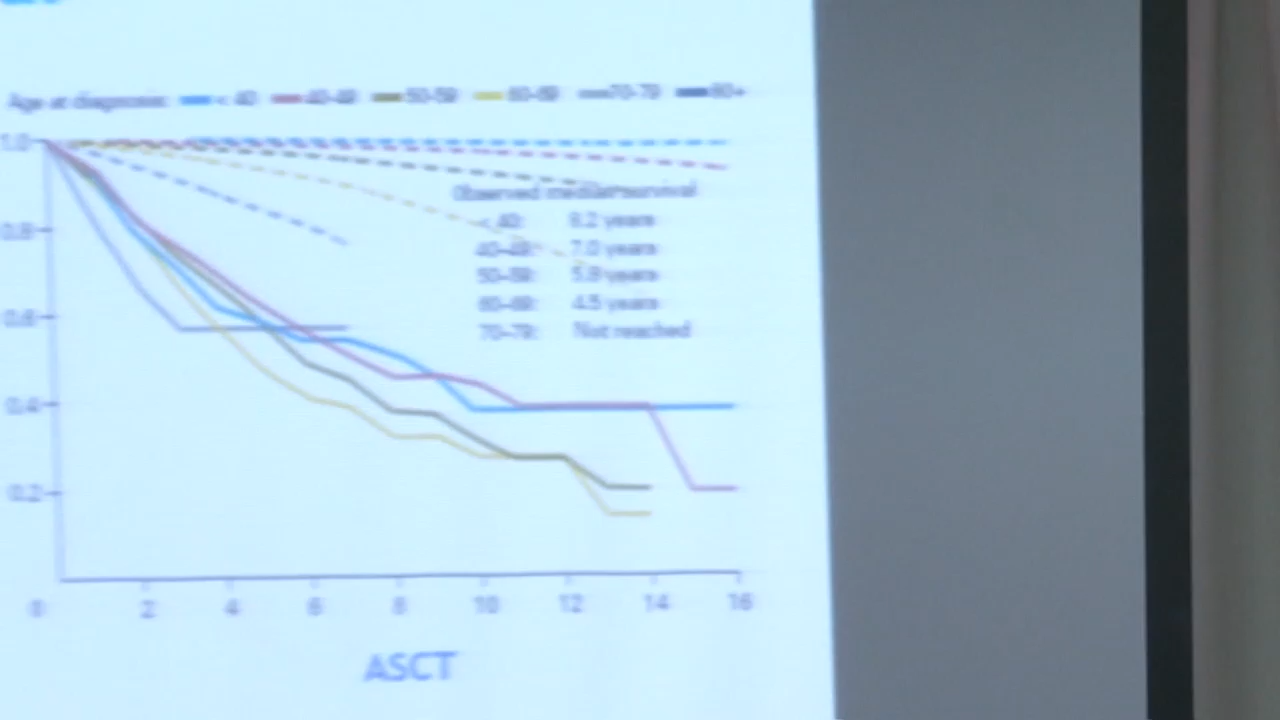 Age at diagnosis: < 40 40-49 50-59 60-69 70-79 80+
1.0
Observed median survival
< 40: 8.2 years
0.8
40-49: 7.0 years
50-59: 5.9 years
60-69: 4.5 years
0.6
70-79: Not reached
0.4
0.2
0 2 4 6 8 10 12 14 16
ASCT